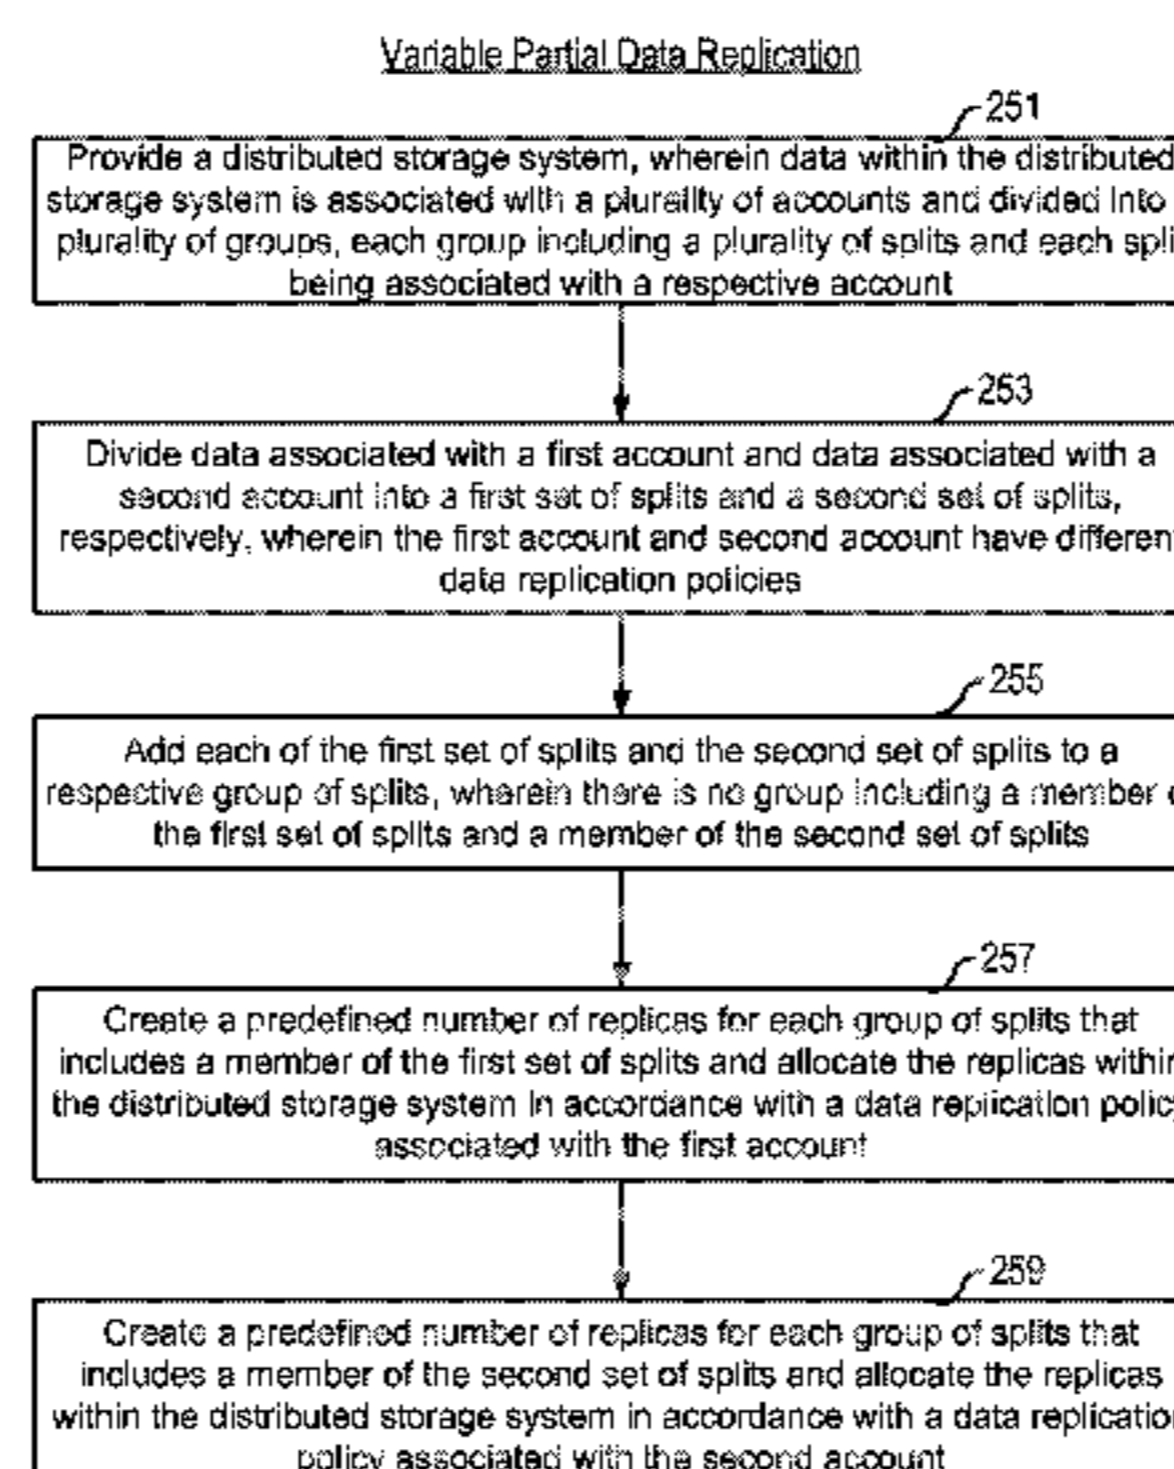 Variable Partial Data Replication
251
Provide a distributed storage system, wherein data within the distributed
storage system is associated with a plurality of accounts and divided into
plurality of groups, each group including a plurality of splits and each spli
being associated with a respective account
253
Divide data associated with a first account and data associated with a
second account into a first set of splits and a second set of splits,
respectively, wherein the first account and second account have differen
data replication policies
255
Add each of the first set of splits and the second set of splits to a
respective group of splits, wherein there is no group including a member
the first set of splits and a member of the second set of splits
257
Create a predefined number of replicas for each group of splits that
includes a member of the first set of splits and allocate the replicas within
the distributed storage system in accordance with a data replication policy
associated with the first account
259
Create a predefined number of replicas for each group of splits that
includes a member of the second set of splits and allocate the replicas
within the distributed storage system in accordance with a data replication
policy associated with the second account